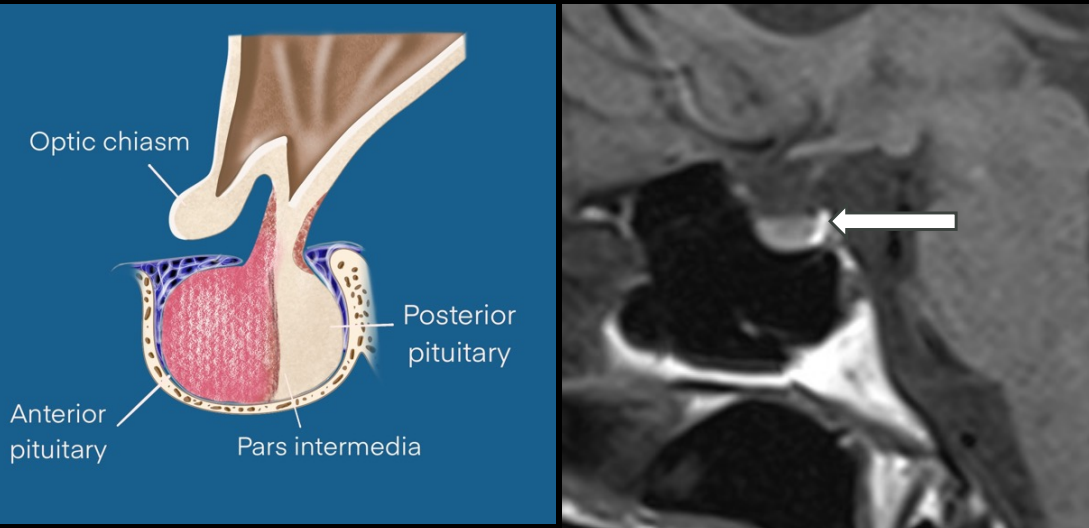 Optic chiasm
Posterior
pituitary
Anterior
pituitary
Pars intermedia